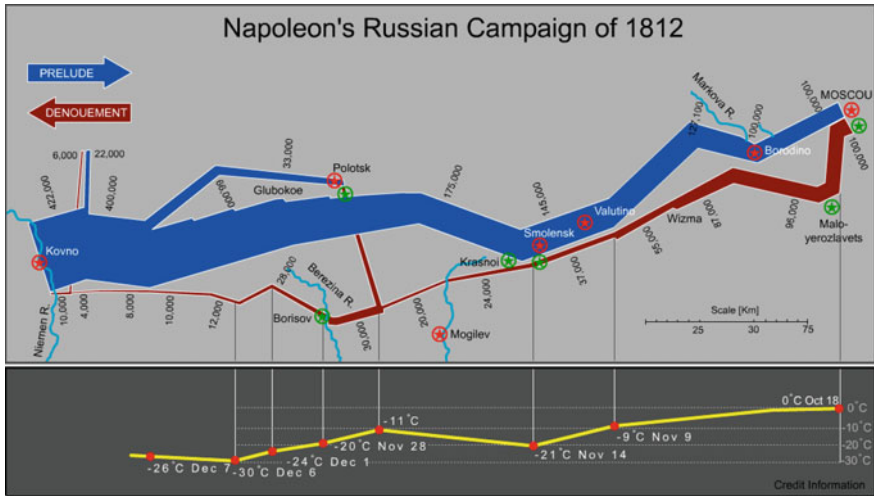 Napoleon's Russian Campaign of 1812
PRELUDE
DENOUEMENT
6,000
22,000
422,000
400,000
Glubokoe
66,000
33,000
Polotsk
175,000
Markova R.
127,100
100,000
Borodino
100,000
MOSCOU
100,000
Kovno
Niemen R.
10,000
4,000
8,000
10,000
12,000
28,000
Berezina R.
Borisov
30,000
20,000
Mogilev
24,000
Krasnoi
Smolensk
145,000
Valutino
37,000
55,000
Wizma
87,000
96,000
Malo-
yerozlavets
Scale [Km]
25 30 75
0°C Oct 18
0°C
-10°C
-20°C
-30°C
-9°C Nov 9
-21°C Nov 14
-11°C
-20°C Nov 28
-24°C Dec 1
-30°C Dec 6
-26°C Dec 7
Credit Information